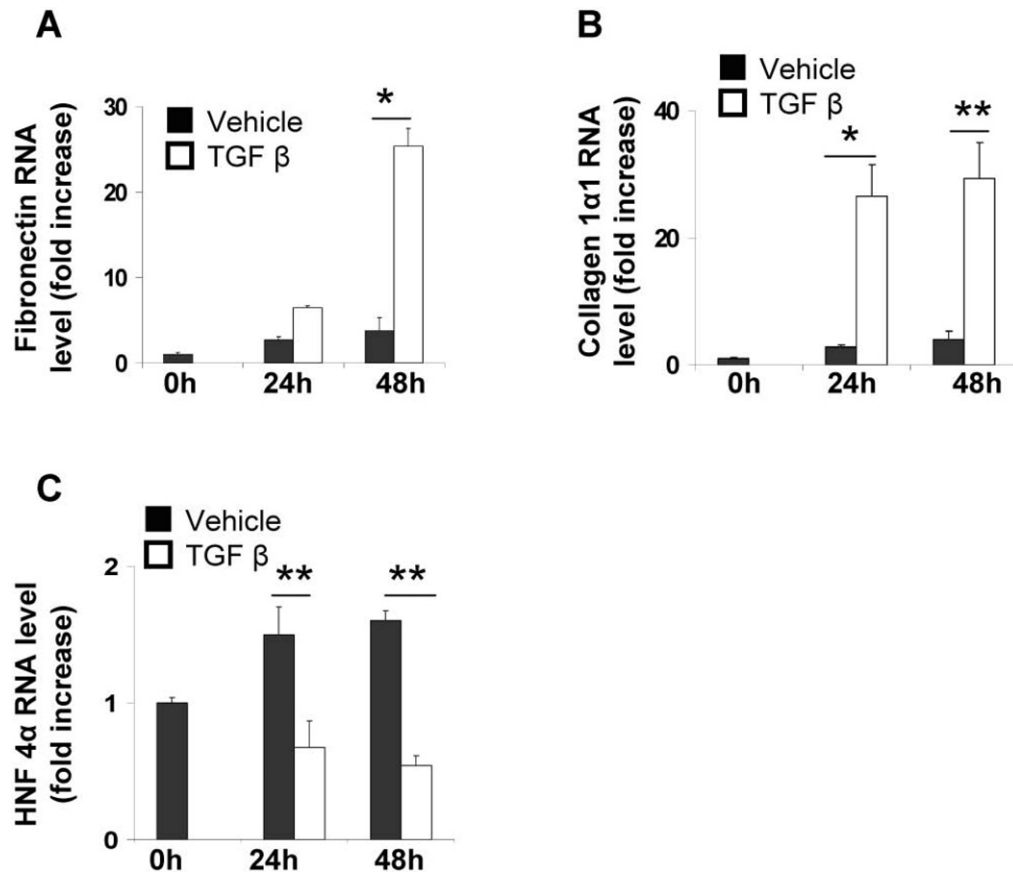 A
Fibronectin RNA
level (fold increase)
30
20
10
0
Vehicle
TGF β
*
0h 24h 48h
B
Collagen 1α1 RNA
level (fold increase)
40
20
0
Vehicle
TGF β
*
**
0h 24h 48h
C
HNF 4α RNA level
(fold increase)
2
1
0
Vehicle
TGF β
**
**
0h 24h 48h